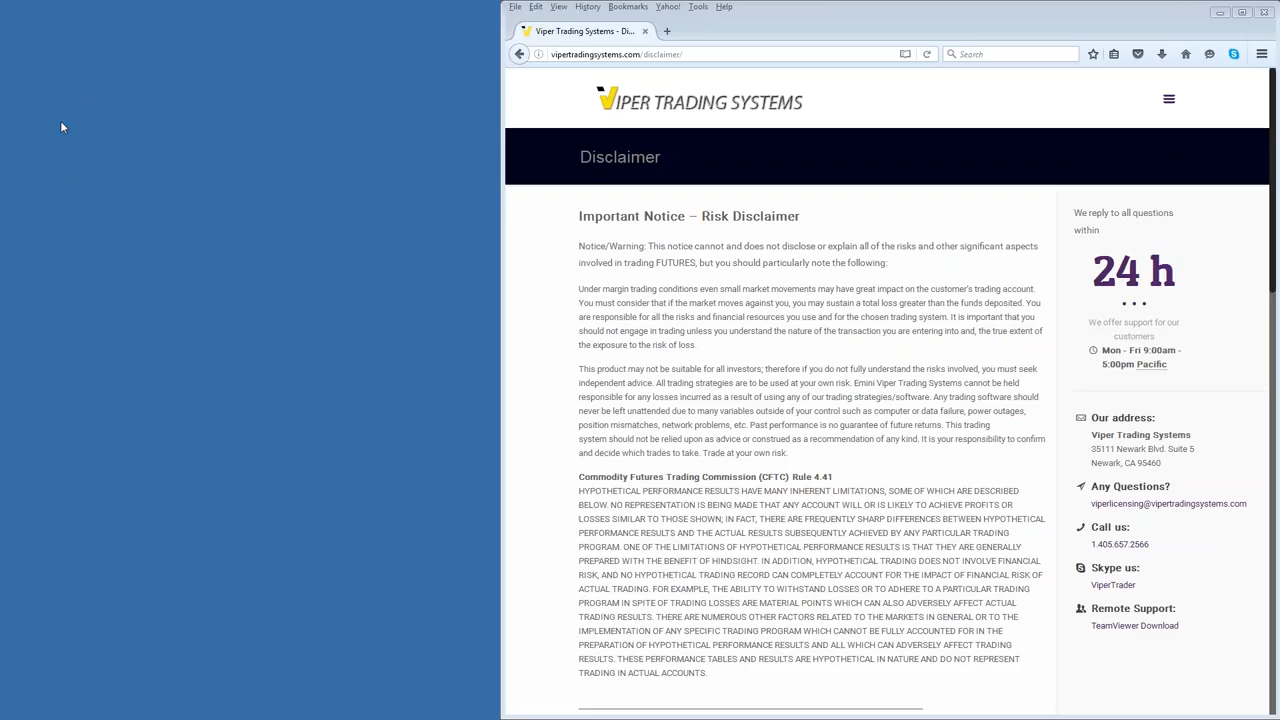 File Edit View History Bookmarks Yahoo! Tools Help
Viper Trading Systems - Di...
vipertradingsystems.com/disclaimer/
Search
VIPER TRADING SYSTEMS
Disclaimer
Important Notice – Risk Disclaimer
Notice/Warning: This notice cannot and does not disclose or explain all of the risks and other significant aspects
involved in trading FUTURES, but you should particularly note the following:
Under margin trading conditions even small market movements may have great impact on the customer's trading account.
You must consider that if the market moves against you, you may sustain a total loss greater than the funds deposited. You
are responsible for all the risks and financial resources you use and for the chosen trading system. It is important that you
should not engage in trading unless you understand the nature of the transaction you are entering into and, the true extent of
the exposure to the risk of loss.
This product may not be suitable for all investors; therefore if you do not fully understand the risks involved, you must seek
independent advice. All trading strategies are to be used at your own risk. Emini Viper Trading Systems cannot be held
responsible for any losses incurred as a result of using any of our trading strategies/software. Any trading software should
never be left unattended due to many variables outside of your control such as computer or data failure, power outages,
position mismatches, network problems, etc. Past performance is no guarantee of future returns. This trading
system should not be relied upon as advice or construed as a recommendation of any kind. It is your responsibility to confirm
and decide which trades to take. Trade at your own risk.
Commodity Futures Trading Commission (CFTC) Rule 4.41
HYPOTHETICAL PERFORMANCE RESULTS HAVE MANY INHERENT LIMITATIONS, SOME OF WHICH ARE DESCRIBED
BELOW. NO REPRESENTATION IS BEING MADE THAT ANY ACCOUNT WILL OR IS LIKELY TO ACHIEVE PROFITS OR
LOSSES SIMILAR TO THOSE SHOWN; IN FACT, THERE ARE FREQUENTLY SHARP DIFFERENCES BETWEEN HYPOTHETICAL
PERFORMANCE RESULTS AND THE ACTUAL RESULTS SUBSEQUENTLY ACHIEVED BY ANY PARTICULAR TRADING
PROGRAM. ONE OF THE LIMITATIONS OF HYPOTHETICAL PERFORMANCE RESULTS IS THAT THEY ARE GENERALLY
PREPARED WITH THE BENEFIT OF HINDSIGHT. IN ADDITION, HYPOTHETICAL TRADING DOES NOT INVOLVE FINANCIAL
RISK, AND NO HYPOTHETICAL TRADING RECORD CAN COMPLETELY ACCOUNT FOR THE IMPACT OF FINANCIAL RISK OF
ACTUAL TRADING. FOR EXAMPLE, THE ABILITY TO WITHSTAND LOSSES OR TO ADHERE TO A PARTICULAR TRADING
PROGRAM IN SPITE OF TRADING LOSSES ARE MATERIAL POINTS WHICH CAN ALSO ADVERSELY AFFECT ACTUAL
TRADING RESULTS. THERE ARE NUMEROUS OTHER FACTORS RELATED TO THE MARKETS IN GENERAL OR TO THE
IMPLEMENTATION OF ANY SPECIFIC TRADING PROGRAM WHICH CANNOT BE FULLY ACCOUNTED FOR IN THE
PREPARATION OF HYPOTHETICAL PERFORMANCE RESULTS AND ALL WHICH CAN ADVERSELY AFFECT TRADING
RESULTS. THESE PERFORMANCE TABLES AND RESULTS ARE HYPOTHETICAL IN NATURE AND DO NOT REPRESENT
TRADING IN ACTUAL ACCOUNTS.
We reply to all questions
within
24 h
We offer support for our
customers
Mon - Fri 9:00am -
5:00pm Pacific
Our address:
Viper Trading Systems
35111 Newark Blvd. Suite 5
Newark, CA 95460
Any Questions?
viperlicensing@vipertradingsystems.com
Call us:
1.405.657.2566
Skype us:
ViperTrader
Remote Support:
TeamViewer Download